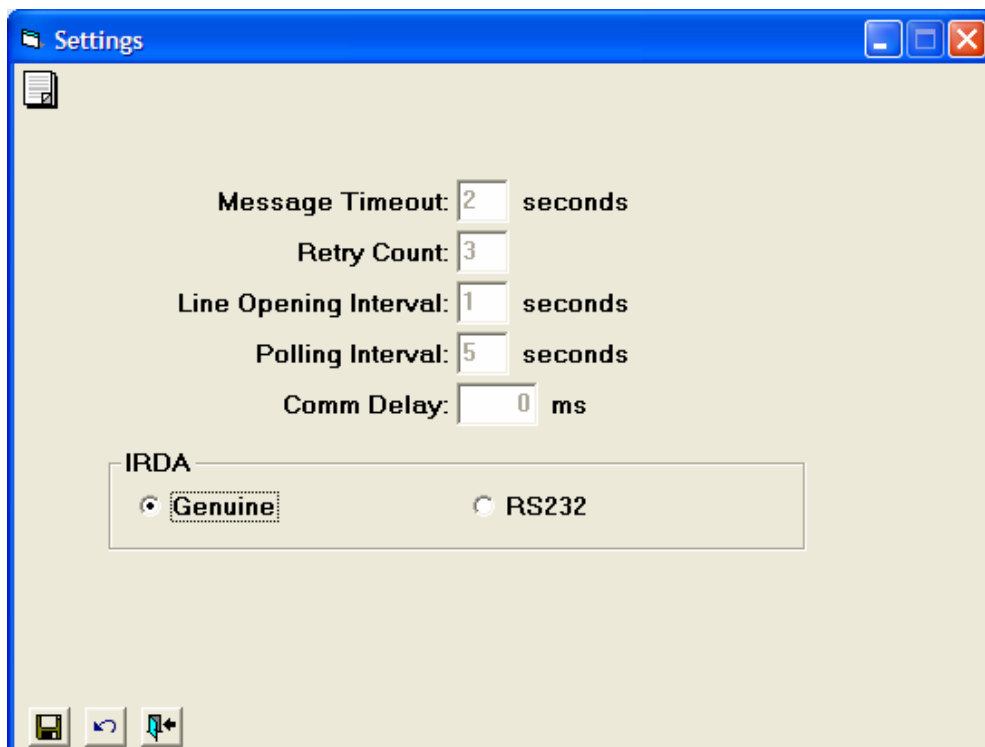 Settings
Message Timeout: 2 seconds
Retry Count: 3
Line Opening Interval: 1 seconds
Polling Interval: 5 seconds
Comm Delay: 0 ms
IRDA
Genuine RS232